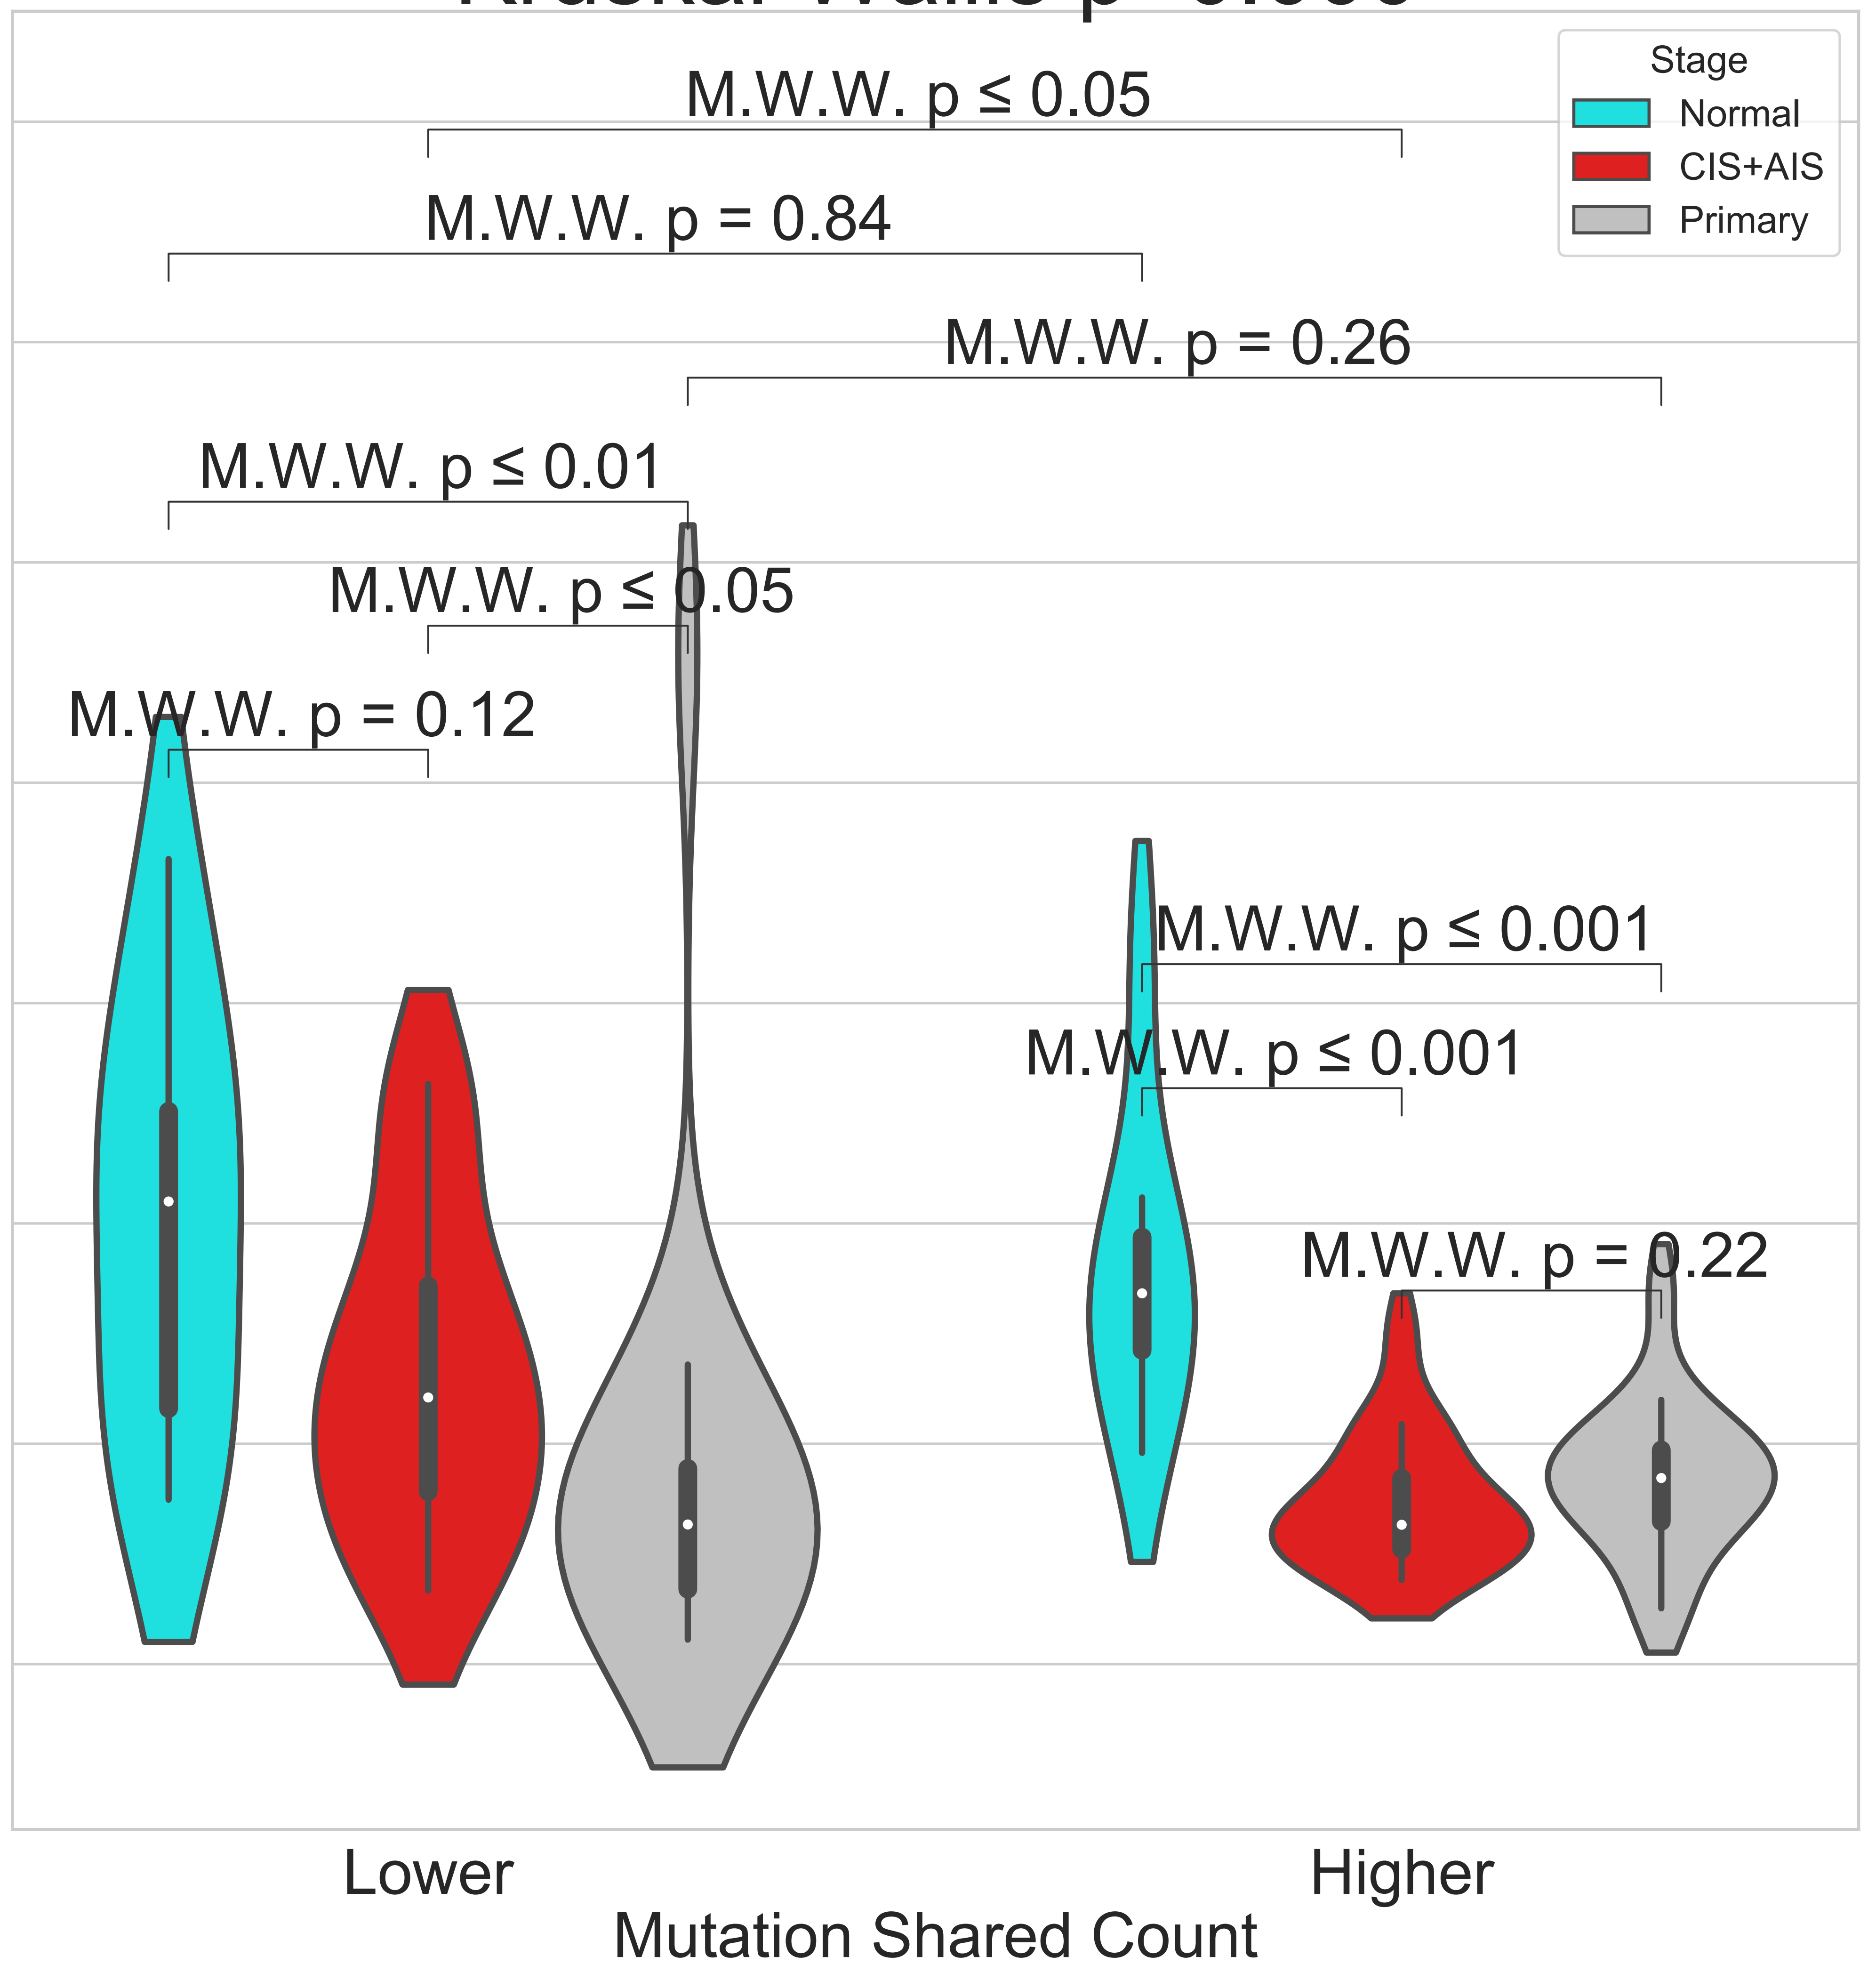 M.W.W. p ≤ 0.05
M.W.W. p = 0.84
M.W.W. p = 0.26
M.W.W. p ≤ 0.01
M.W.W. p ≤ 0.05
M.W.W. p = 0.12
M.W.W. p ≤ 0.001
M.W.W. p ≤ 0.001
M.W.W. p = 0.22
Stage
Normal
CIS+AIS
Primary
Lower
Higher
Mutation Shared Count